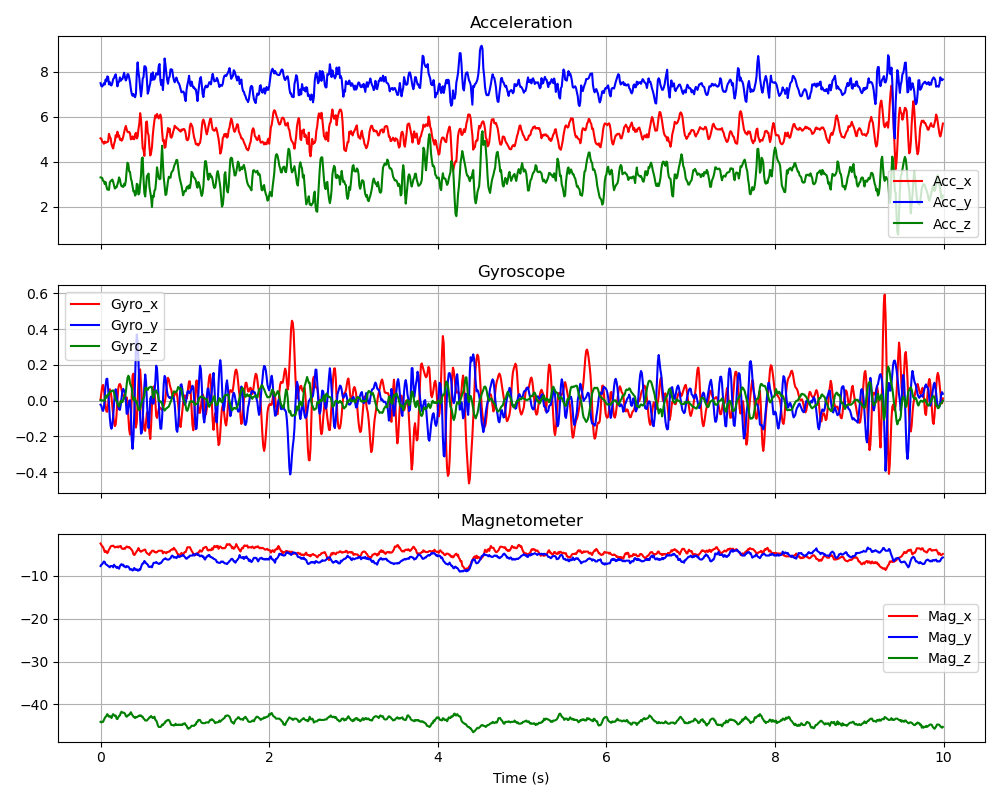 Acceleration
8
6
4
2
Acc_x
Acc_y
Acc_z
Gyroscope
0.6
0.4
0.2
0.0
−0.2
−0.4
Gyro_x
Gyro_y
Gyro_z
Magnetometer
−10
−20
−30
−40
Mag_x
Mag_y
Mag_z
0 2 4 6 8 10
Time (s)